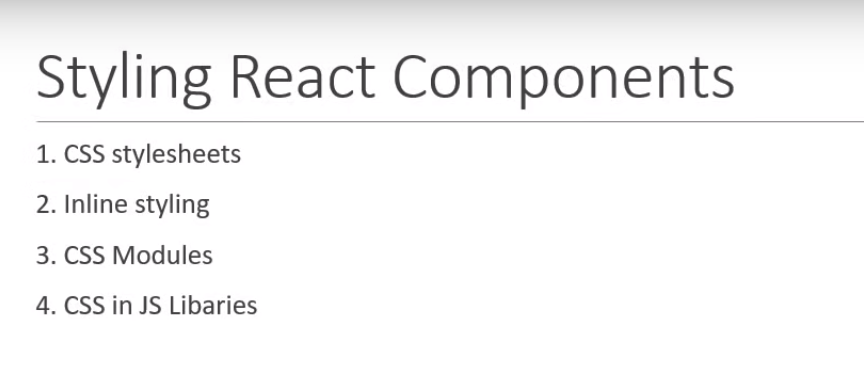 Styling React Components
1. CSS stylesheets
2. Inline styling
3. CSS Modules
4. CSS in JS Libaries